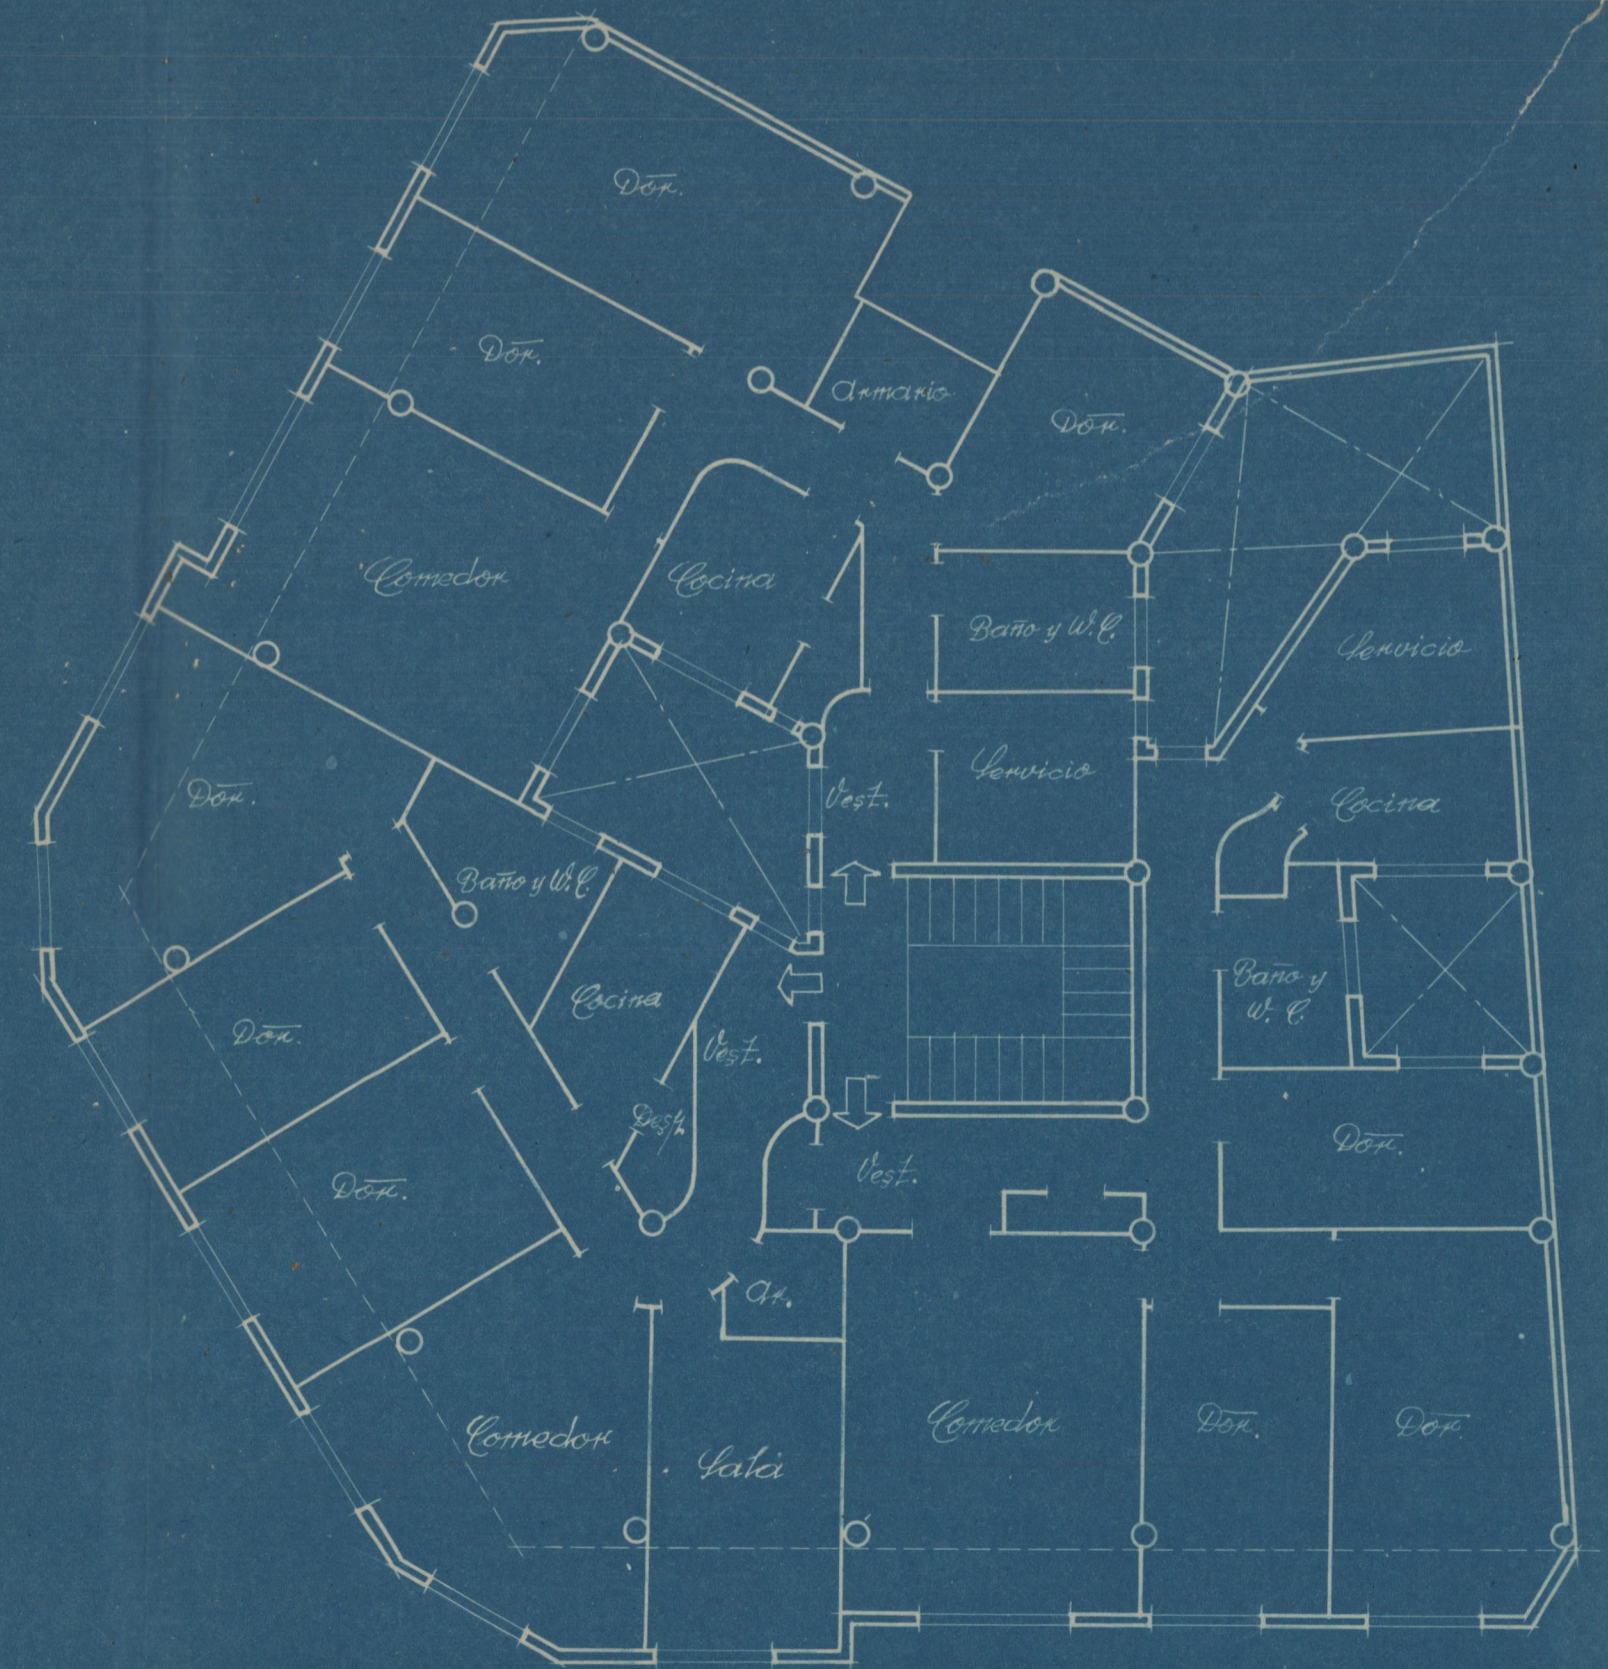 Dor.
Dor.
Armario
Dor.
Comedor
Cocina
Baño y W.C.
Servicio
Servicio
Vest.
Dor.
Cocina
Baño y W.C.
Cocina
Baño y
W. C.
Dor.
Vest.
Desp.
Dor.
Vest.
Dor.
Ar.
Comedor
Sala
Comedor
Dor.
Dor.